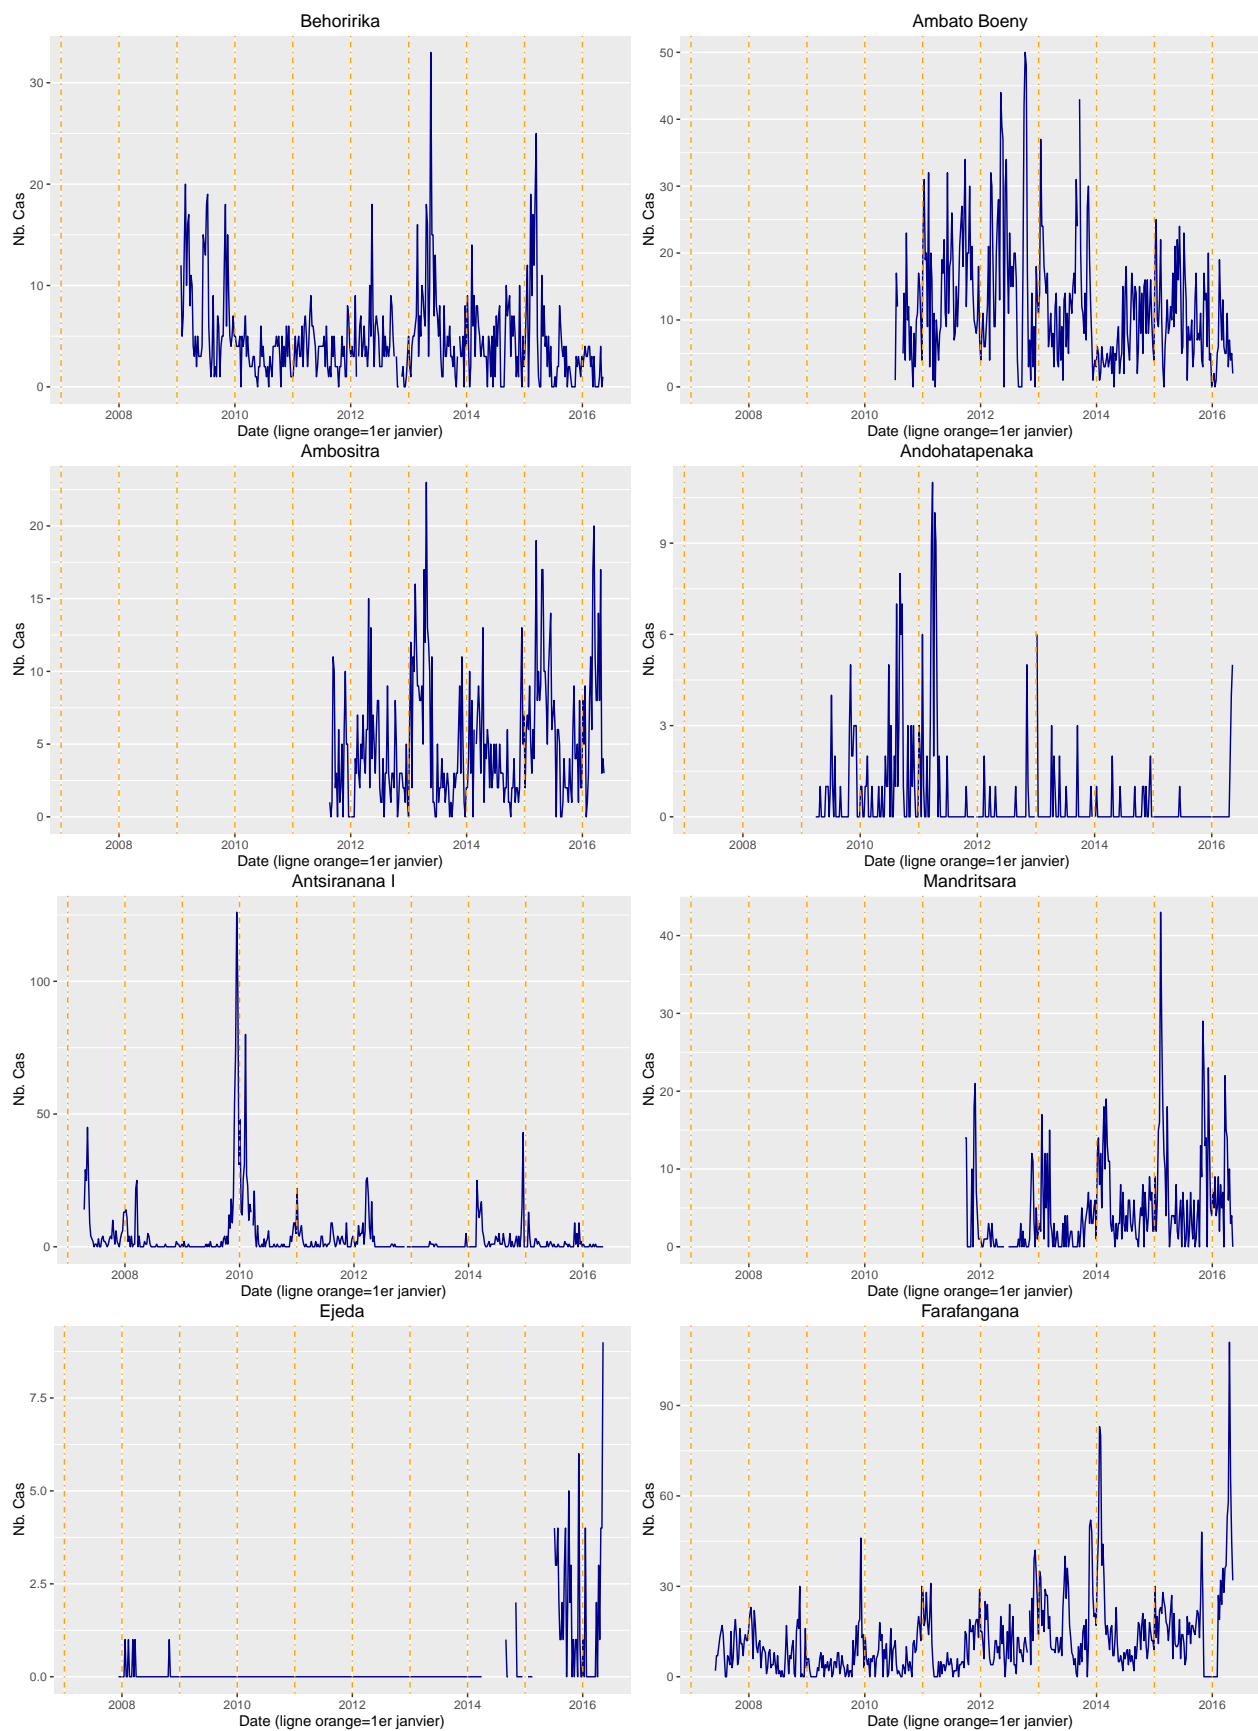 Behoririka
Nb. Cas
30
20
10
0
2008 2010 2012 2014 2016
Date (ligne orange=1er janvier)
Ambato Boeny
Nb. Cas
50
40
30
20
10
0
2008 2010 2012 2014 2016
Date (ligne orange=1er janvier)
Ambositra
Nb. Cas
20
15
10
5
0
2008 2010 2012 2014 2016
Date (ligne orange=1er janvier)
Andohatapenaka
Nb. Cas
9
6
3
0
2008 2010 2012 2014 2016
Date (ligne orange=1er janvier)
Antsiranana I
Nb. Cas
100
50
0
2008 2010 2012 2014 2016
Date (ligne orange=1er janvier)
Mandritsara
Nb. Cas
40
30
20
10
0
2008 2010 2012 2014 2016
Date (ligne orange=1er janvier)
Ejeda
Nb. Cas
7.5
5.0
2.5
0.0
2008 2010 2012 2014 2016
Date (ligne orange=1er janvier)
Farafangana
Nb. Cas
90
60
30
0
2008 2010 2012 2014 2016
Date (ligne orange=1er janvier)